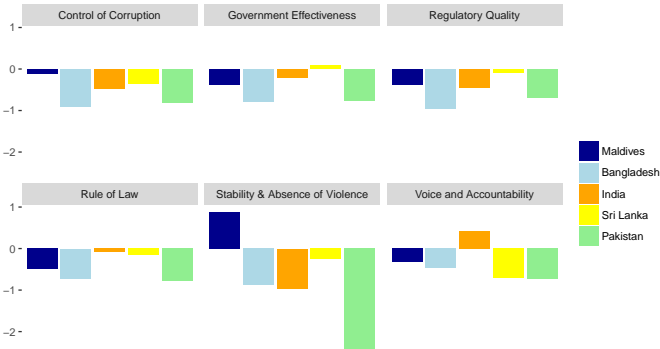 Control of Corruption
Government Effectiveness
Regulatory Quality
1
0
−1
−2
Rule of Law
Stability & Absence of Violence
Voice and Accountability
1
0
−1
−2
Maldives
Bangladesh
India
Sri Lanka
Pakistan